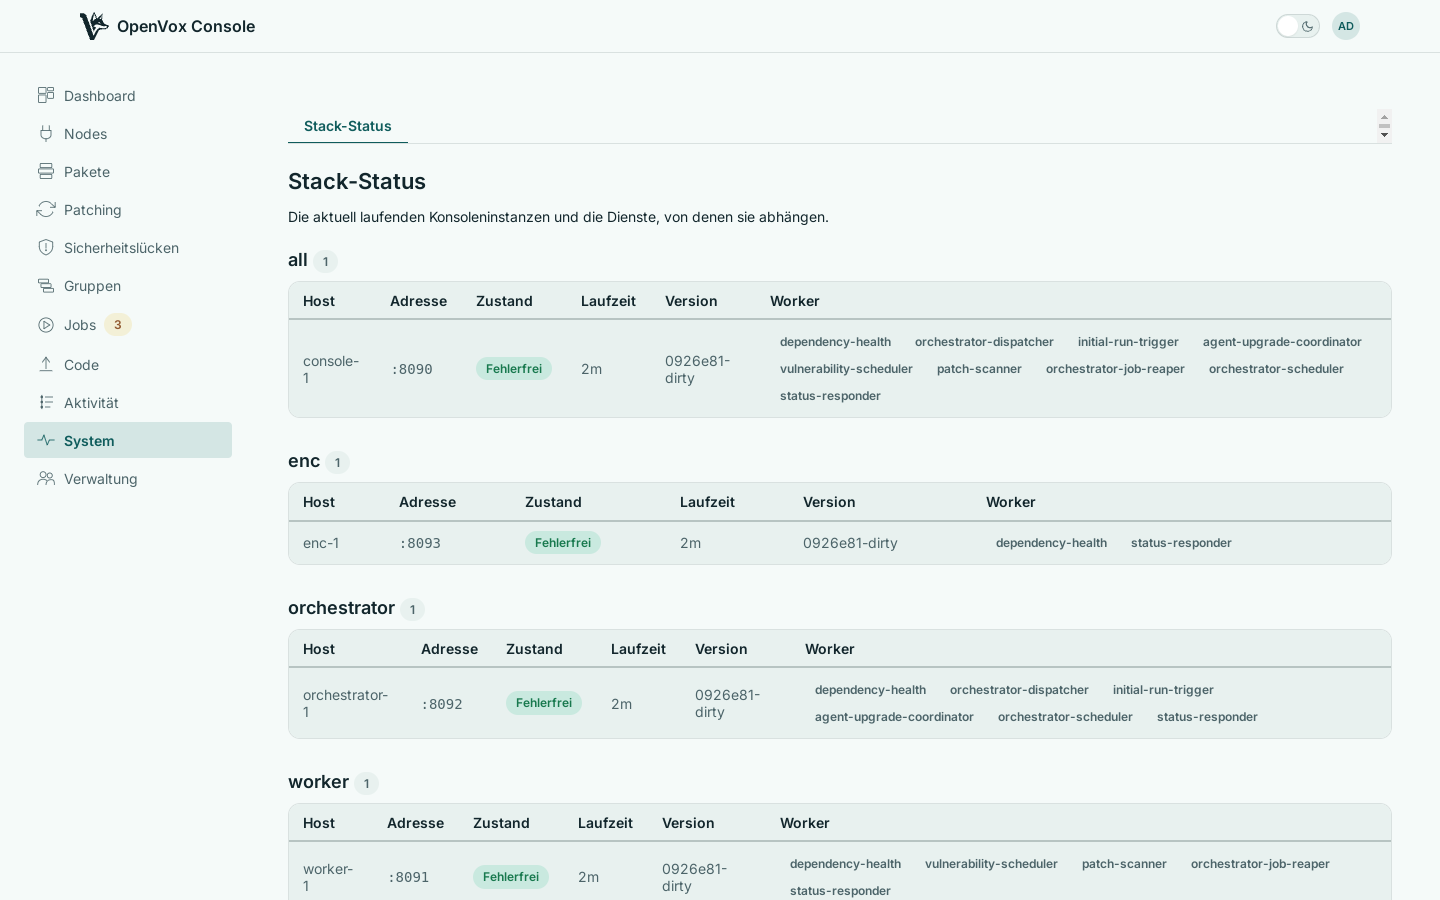 OpenVox Console
AD
Dashboard
Nodes
Pakete
Patching
Sicherheitslücken
Gruppen
Jobs 3
Code
Aktivität
System
Verwaltung
Stack-Status
Stack-Status
Die aktuell laufenden Konsoleninstanzen und die Dienste, von denen sie abhängen.
all 1
Host Adresse Zustand Laufzeit Version Worker
console-1 :8090 Fehlerfrei 2m 0926e81-dirty dependency-health orchestrator-dispatcher initial-run-trigger agent-upgrade-coordinator
vulnerability-scheduler patch-scanner orchestrator-job-reaper orchestrator-scheduler
status-responder
enc 1
Host Adresse Zustand Laufzeit Version Worker
enc-1 :8093 Fehlerfrei 2m 0926e81-dirty dependency-health status-responder
orchestrator 1
Host Adresse Zustand Laufzeit Version Worker
orchestrator-1 :8092 Fehlerfrei 2m 0926e81-dirty dependency-health orchestrator-dispatcher initial-run-trigger
agent-upgrade-coordinator orchestrator-scheduler status-responder
worker 1
Host Adresse Zustand Laufzeit Version Worker
worker-1 :8091 Fehlerfrei 2m 0926e81-dirty dependency-health vulnerability-scheduler patch-scanner orchestrator-job-reaper
status-responder